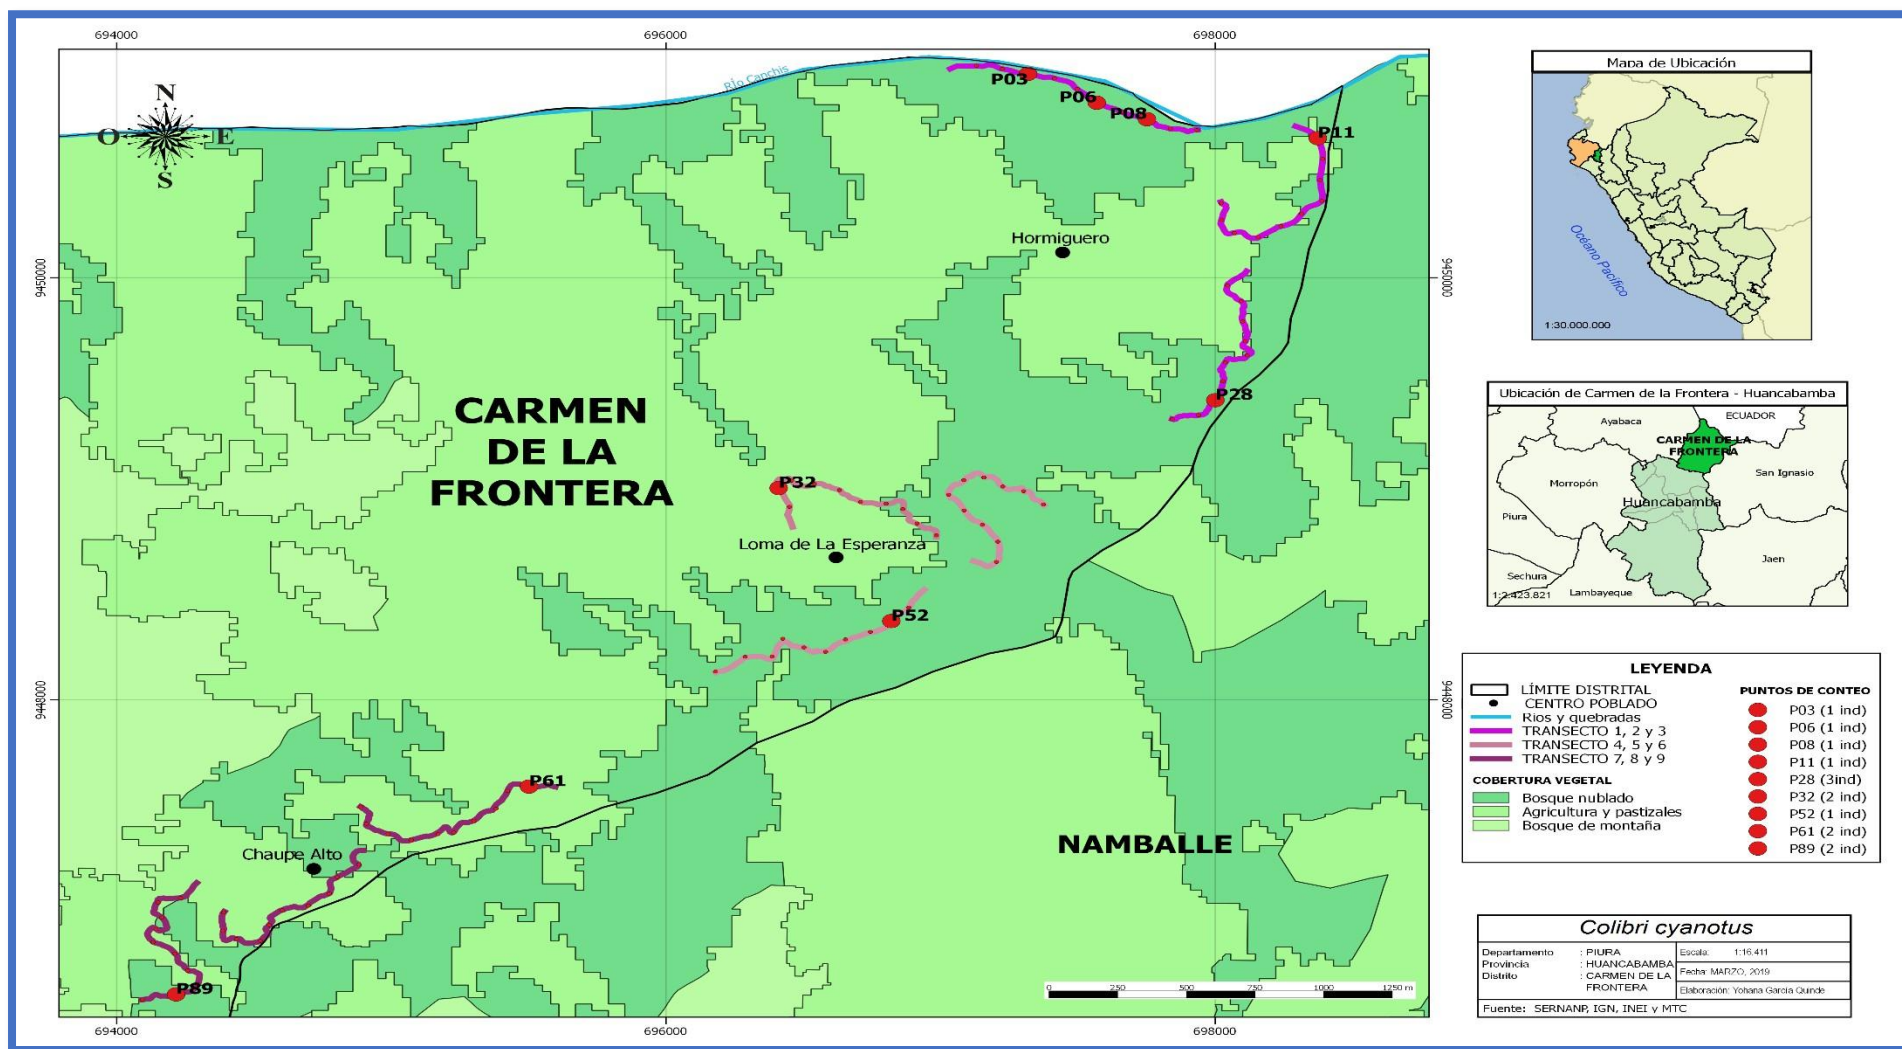 694000
696000
698000
Río Canchis
N
O
E
S
P03
P06
P08
P11
Hormiguero
9450000
9450000
P28
CARMEN
DE LA
FRONTERA
P32
Loma de La Esperanza
P52
9448000
9448000
P61
Chaupe Alto
NAMBALLE
P89
0
250
500
750
1000
1250 m
694000
696000
698000
Mapa de Ubicación
Océano Pacífico
1:30.000.000
Ubicación de Carmen de la Frontera - Huancabamba
Ayabaca
ECUADOR
CARMEN DE LA
FRONTERA
San Ignasio
Morropón
Huancabamba
Piura
Jaen
Sechura
1:2.423.821
Lambayeque
LEYENDA
LÍMITE DISTRITAL
CENTRO POBLADO
Rios y quebradas
TRANSECTO 1, 2 y 3
TRANSECTO 4, 5 y 6
TRANSECTO 7, 8 y 9
COBERTURA VEGETAL
Bosque nublado
Agricultura y pastizales
Bosque de montaña
PUNTOS DE CONTEO
P03 (1 ind)
P06 (1 ind)
P08 (1 ind)
P11 (1 ind)
P28 (3ind)
P32 (2 ind)
P52 (1 ind)
P61 (2 ind)
P89 (2 ind)
Colibri cyanotus
Departamento : PIURA
Provincia : HUANCABAMBA
Distrito : CARMEN DE LA
FRONTERA
Escala: 1:16.411
Fecha: MARZO, 2019
Elaboración: Yohana Garcia Quinde
Fuente: SERNANP, IGN, INEI y MTC